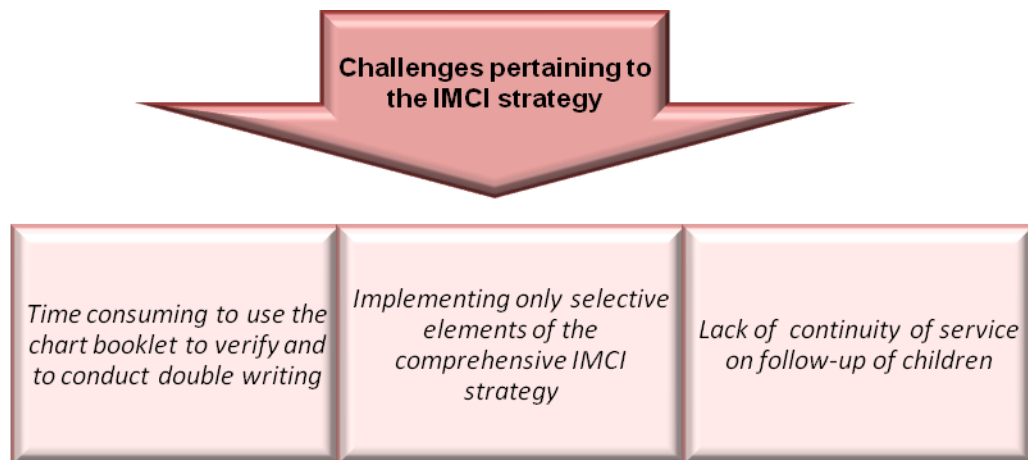 Challenges pertaining to
the IMCI strategy
Time consuming to use the
chart booklet to verify and
to conduct double writing
Implementing only selective
elements of the
comprehensive IMCI
strategy
Lack of continuity of service
on follow-up of children